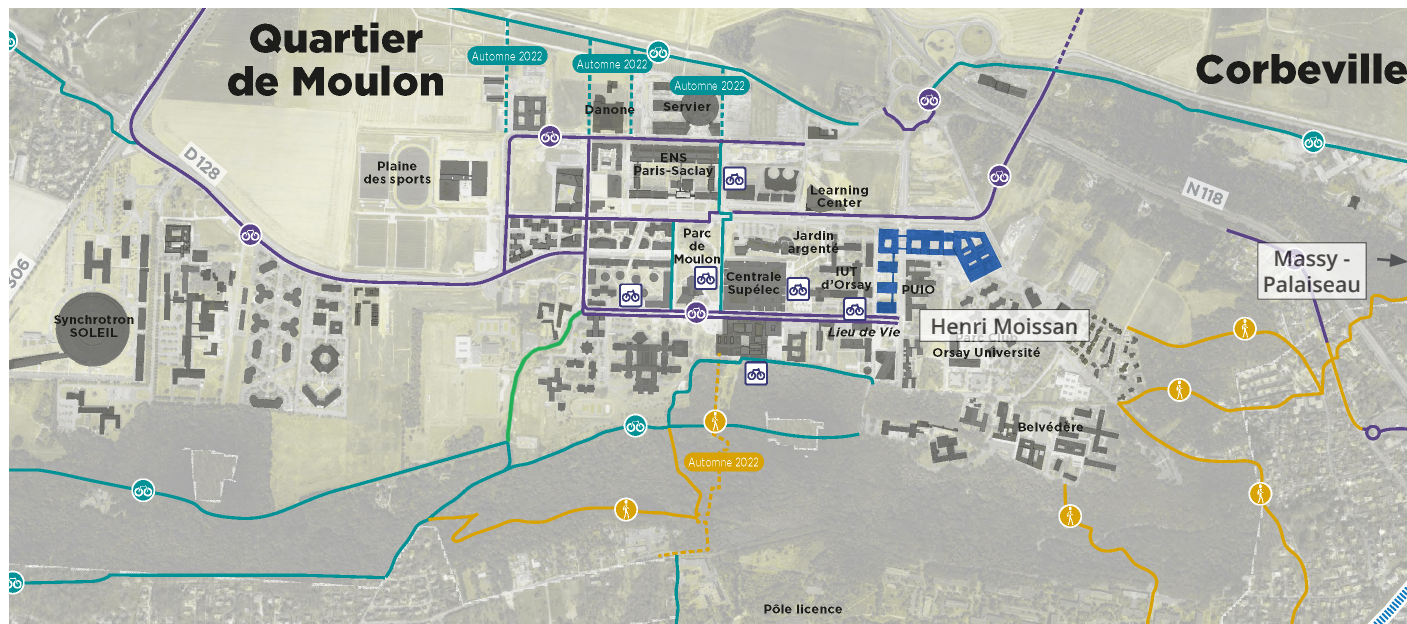 Quartier
de Moulon
Corbeville
Automne 2022
Automne 2022
Automne 2022
Danone
Servier
D128
Plaine
des sports
ENS
Paris-Saclay
Learning
Center
N118
Parc
de
Moulon
Jardin
argenté
Massy -
Palaiseau
Centrale
Supélec
IUT
d'Orsay
PUIO
Synchrotron
SOLEIL
Lieu de Vie
Henri Moissan
Orsay Université
Belvédère
Automne 2022
Pôle licence